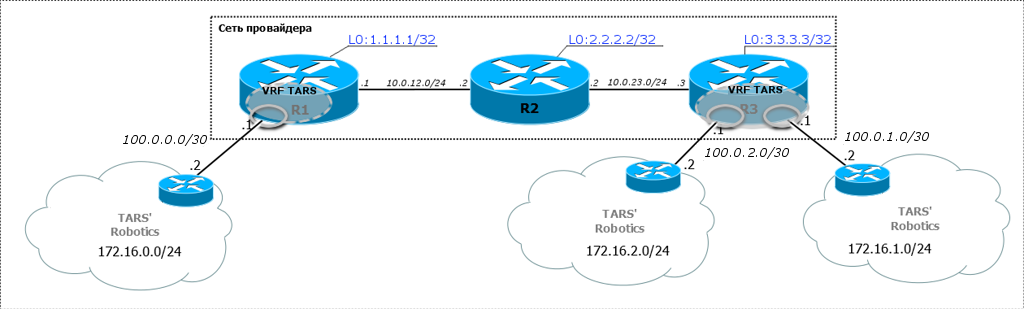 Сеть провайдера
L0:1.1.1.1/32
L0:2.2.2.2/32
L0:3.3.3.3/32
VRF TARS
R1
.1
10.0.12.0/24
.2
R2
.2
10.0.23.0/24
.3
VRF TARS
R3
.1
100.0.0.0/30
.2
.1
100.0.2.0/30
.2
.1
100.0.1.0/30
.2
TARS'
Robotics
172.16.0.0/24
TARS'
Robotics
172.16.2.0/24
TARS'
Robotics
172.16.1.0/24